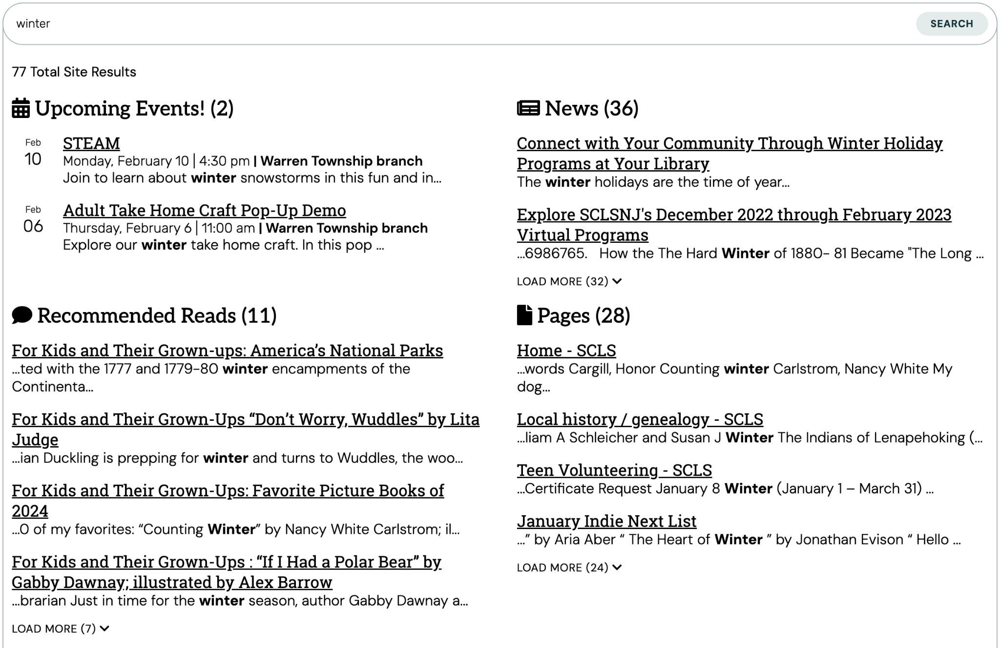 winter
SEARCH
77 Total Site Results
Upcoming Events! (2)
Feb
10
STEAM
Monday, February 10 | 4:30 pm | Warren Township branch
Join to learn about winter snowstorms in this fun and in...
Feb
06
Adult Take Home Craft Pop-Up Demo
Thursday, February 6 | 11:00 am | Warren Township branch
Explore our winter take home craft. In this pop ...
News (36)
Connect with Your Community Through Winter Holiday
Programs at Your Library
The winter holidays are the time of year...
Explore SCLSNJ's December 2022 through February 2023
Virtual Programs
...6986765. How the The Hard Winter of 1880- 81 Became "The Long ...
LOAD MORE (32)
Recommended Reads (11)
For Kids and Their Grown-ups: America’s National Parks
...ted with the 1777 and 1779-80 winter encampments of the
Continenta...
For Kids and Their Grown-Ups “Don’t Worry, Wuddles” by Lita
Judge
...ian Duckling is prepping for winter and turns to Wuddles, the woo...
For Kids and Their Grown-Ups: Favorite Picture Books of
2024
...0 of my favorites: “Counting Winter” by Nancy White Carlstrom; il...
For Kids and Their Grown-Ups : “If I Had a Polar Bear” by
Gabby Dawnay; illustrated by Alex Barrow
...brarian Just in time for the winter season, author Gabby Dawnay a...
LOAD MORE (7)
Pages (28)
Home - SCLS
...words Cargill, Honor Counting winter Carlstrom, Nancy White My
dog...
Local history / genealogy - SCLS
...liam A Schleicher and Susan J Winter The Indians of Lenapehoking (...
Teen Volunteering - SCLS
...Certificate Request January 8 Winter (January 1 – March 31) ...
January Indie Next List
...” by Aria Aber “ The Heart of Winter ” by Jonathan Evison “ Hello ...
LOAD MORE (24)